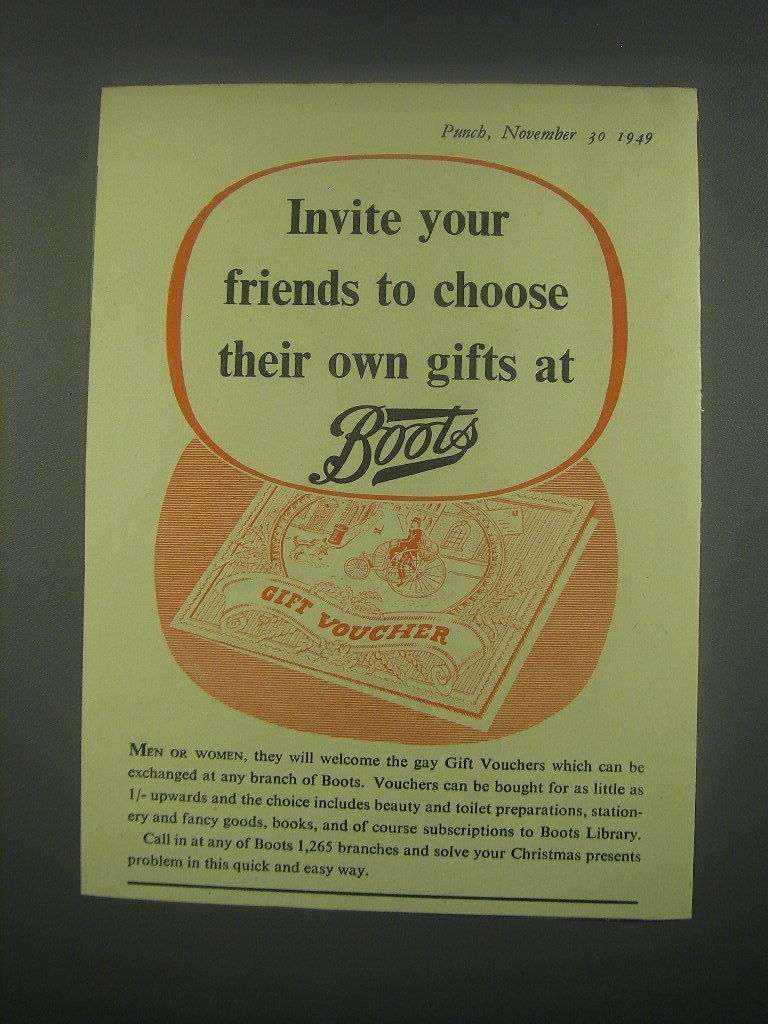 Punch, November 30 1949
Invite your
friends to choose
their own gifts at
Boots
GIFT VOUCHER
MEN OR WOMEN, they will welcome the gay Gift Vouchers which can be
exchanged at any branch of Boots. Vouchers can be bought for as little as
1/- upwards and the choice includes beauty and toilet preparations, station-
ery and fancy goods, books, and of course subscriptions to Boots Library.
Call in at any of Boots 1,265 branches and solve your Christmas presents
problem in this quick and easy way.